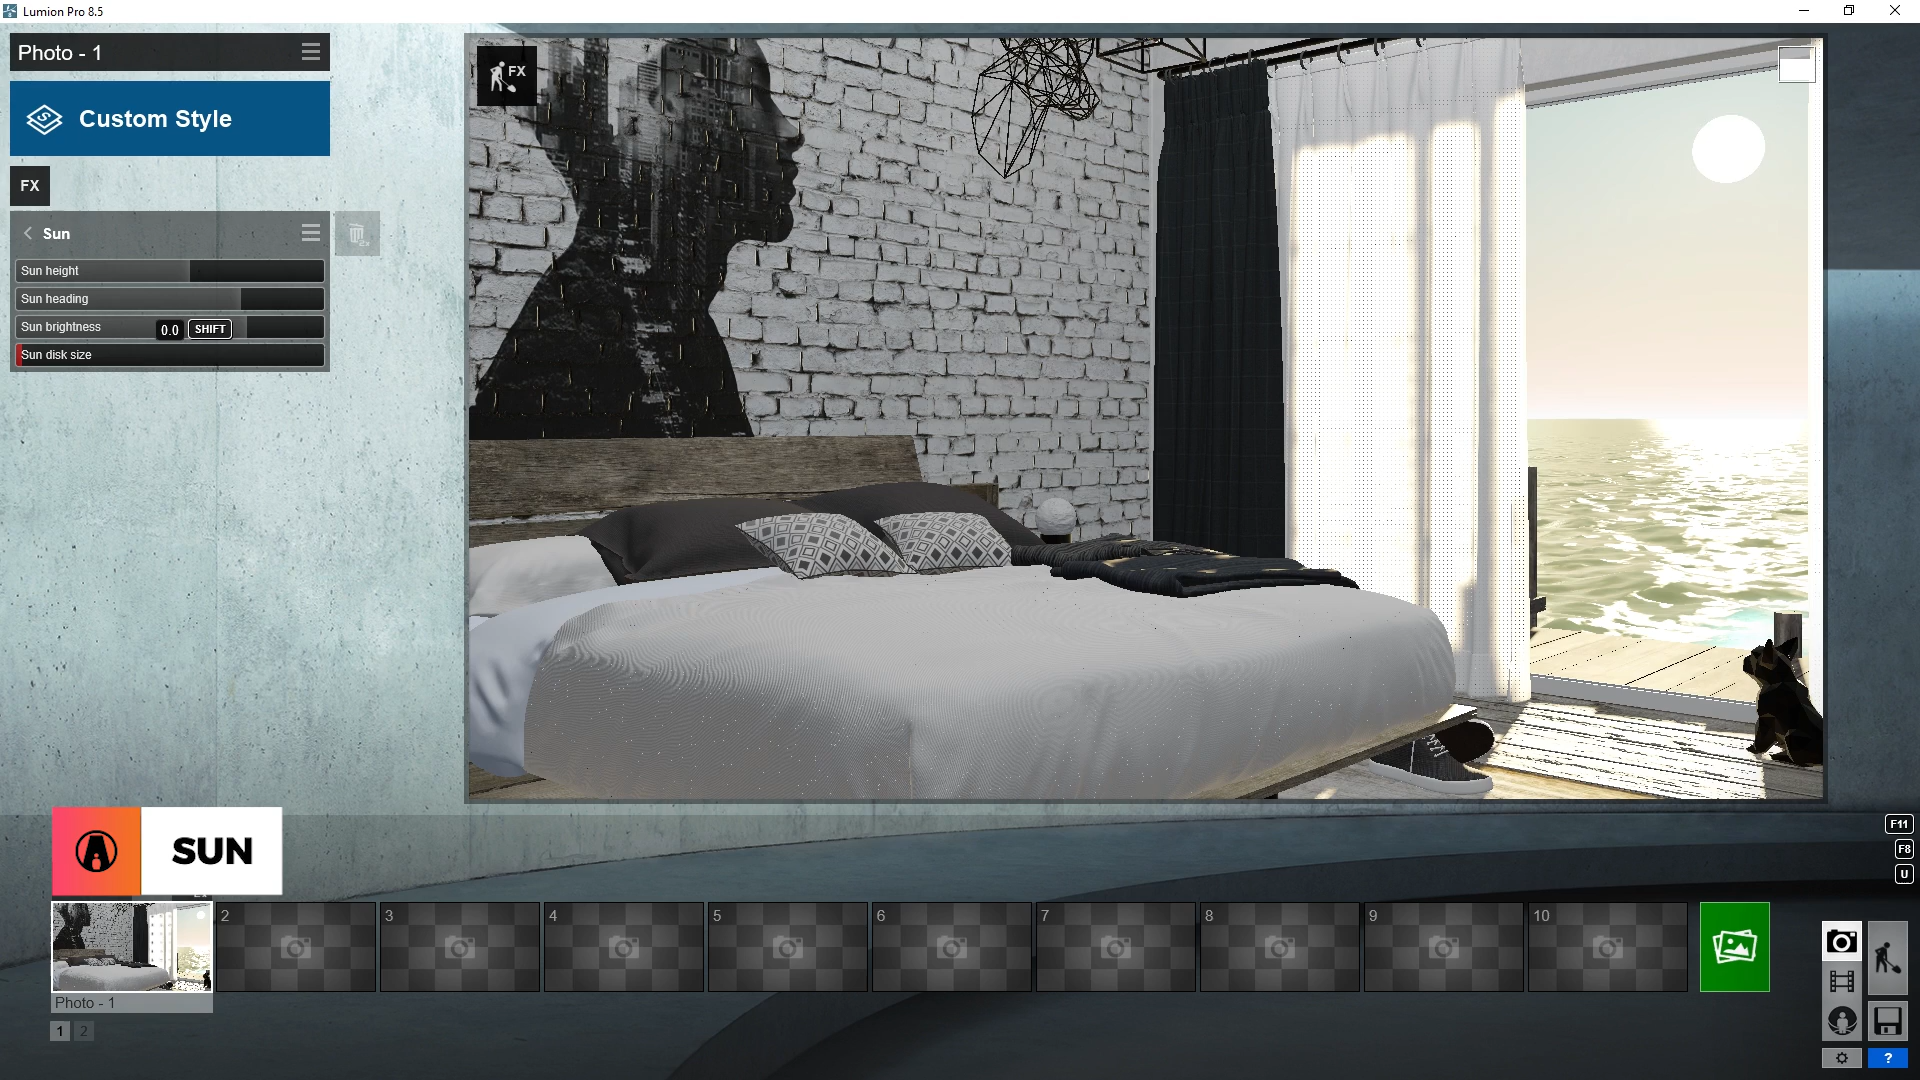 Lumion Pro 8.5
Photo - 1
Custom Style
FX
FX
Sun
2x
Sun height
Sun heading
Sun brightness
0.0 SHIFT
Sun disk size
F11
F8
U
SUN
2 3 4 5 6 7 8 9 10
Photo - 1
1 2
?